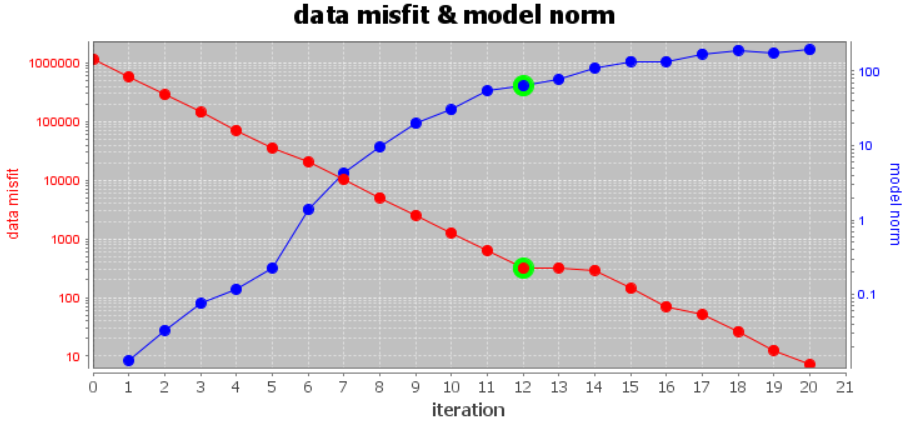 data misfit & model norm
1000000
100000
10000
1000
100
10
data misfit
100
10
1
0.1
model norm
0 1 2 3 4 5 6 7 8 9 10 11 12 13 14 15 16 17 18 19 20 21
iteration